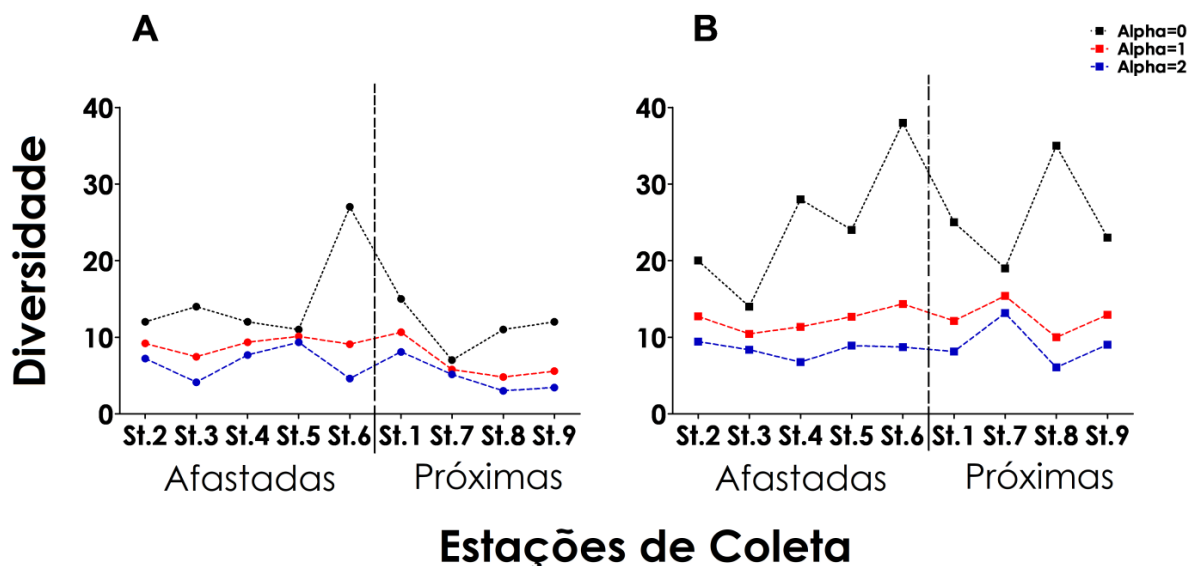 A
B
Alpha=0
Alpha=1
Alpha=2
Diversidade
40
30
20
10
0
St.2 St.3 St.4 St.5 St.6 St.1 St.7 St.8 St.9
Afastadas Próximas
40
30
20
10
0
St.2 St.3 St.4 St.5 St.6 St.1 St.7 St.8 St.9
Afastadas Próximas
Estações de Coleta